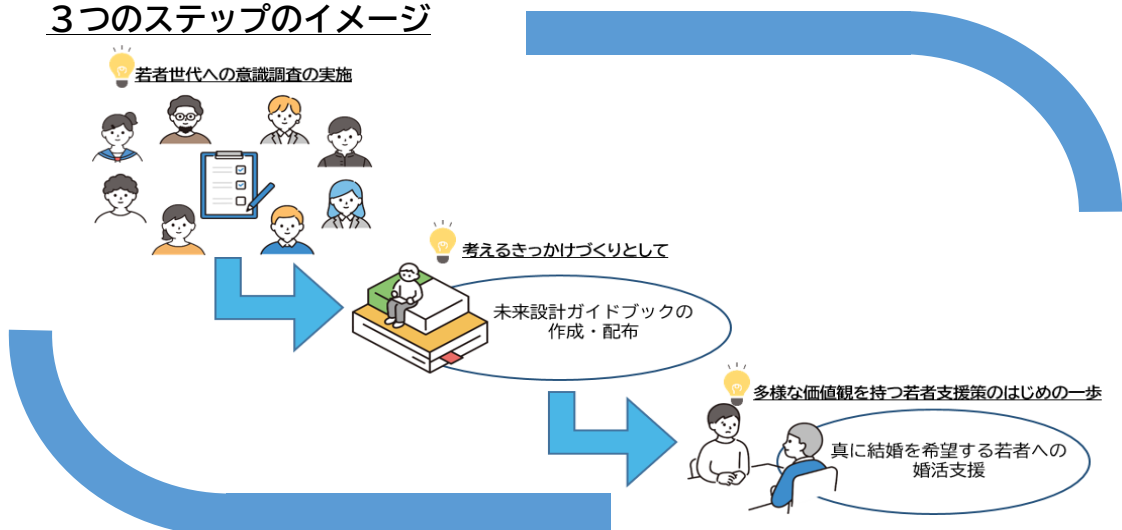 ３つのステップのイメージ
若者世代への意識調査の実施
考えるきっかけづくりとして
未来設計ガイドブックの
作成・配布
多様な価値観を持つ若者支援策のはじめの一歩
真に結婚を希望する若者への
婚活支援